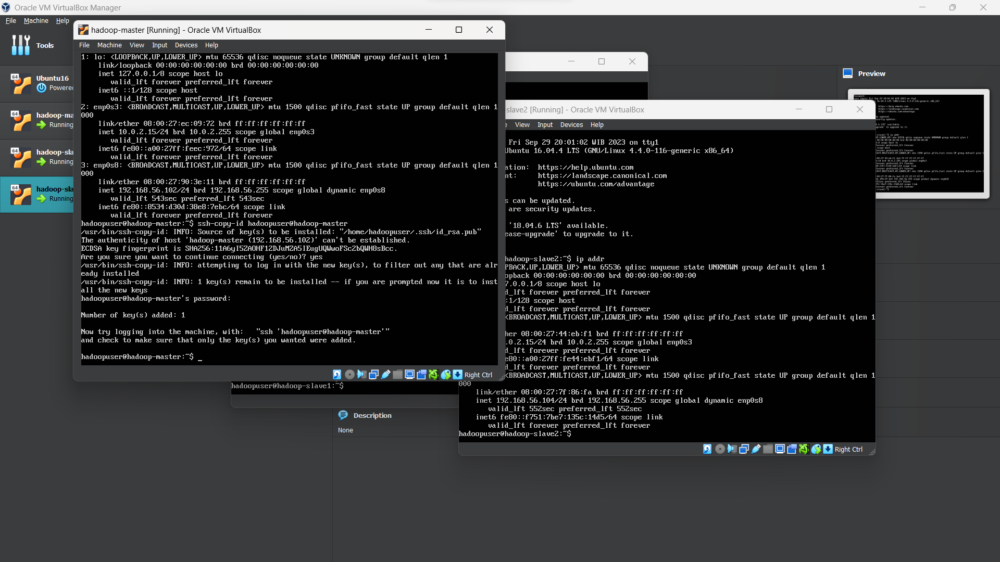 Oracle VM VirtualBox Manager
File Machine Help
Tools
64 Ubuntu16
Powered
64 hadoop-ma
Running
64 hadoop-sla
Running
64 hadoop-sla
Running
hadoop-master [Running] - Oracle VM VirtualBox
File Machine View Input Devices Help
1: lo: <LOOPBACK,UP,LOWER_UP> mtu 65536 qdisc noqueue state UNKNOWN group default qlen 1
link/loopback 00:00:00:00:00:00 brd 00:00:00:00:00:00
inet 127.0.0.1/8 scope host lo
valid_lft forever preferred_lft forever
inet6 ::1/128 scope host
valid_lft forever preferred_lft forever
2: enp0s3: <BROADCAST,MULTICAST,UP,LOWER_UP> mtu 1500 qdisc pfifo_fast state UP group default qlen 1
000
link/ether 08:00:27:ec:09:72 brd ff:ff:ff:ff:ff:ff
inet 10.0.2.15/24 brd 10.0.2.255 scope global enp0s3
valid_lft forever preferred_lft forever
inet6 fe80::a00:27ff:feec:972/64 scope link
valid_lft forever preferred_lft forever
3: enp0s8: <BROADCAST,MULTICAST,UP,LOWER_UP> mtu 1500 qdisc pfifo_fast state UP group default qlen 1
000
link/ether 08:00:27:90:3e:11 brd ff:ff:ff:ff:ff:ff
inet 192.168.56.102/24 brd 192.168.56.255 scope global dynamic enp0s8
valid_lft 543sec preferred_lft 543sec
inet6 fe80::8534:d30d:38e8:7ebc/64 scope link
valid_lft forever preferred_lft forever
hadoopuser@hadoop-master:~$ ssh-copy-id hadoopuser@hadoop-master
/usr/bin/ssh-copy-id: INFO: Source of key(s) to be installed: "/home/hadoopuser/.ssh/id_rsa.pub"
The authenticity of host 'hadoop-master (192.168.56.102)' can't be established.
ECDSA key fingerprint is SHA256:11A6yI5ZAOHF12DJuMZA5IEugUQWwoFSc2bQWH8sBcc.
Are you sure you want to continue connecting (yes/no)? yes
/usr/bin/ssh-copy-id: INFO: attempting to log in with the new key(s), to filter out any that are alr
eady installed
/usr/bin/ssh-copy-id: INFO: 1 key(s) remain to be installed -- if you are prompted now it is to inst
all the new keys
hadoopuser@hadoop-master's password:
Number of key(s) added: 1
Now try logging into the machine, with:   "ssh 'hadoopuser@hadoop-master'"
and check to make sure that only the key(s) you wanted were added.
hadoopuser@hadoop-master:~$ _
Right Ctrl
hadoopuser@hadoop-slave1:~$
-slave2 [Running] - Oracle VM VirtualBox
e View Input Devices Help
Fri Sep 29 20:01:02 WIB 2023 on tty1
Ubuntu 16.04.4 LTS (GNU/Linux 4.4.0-116-generic x86_64)
ation: https://help.ubuntu.com
nt: https://landscape.canonical.com
https://ubuntu.com/advantage
s can be updated.
are security updates.
'18.04.6 LTS' available.
ease-upgrade' to upgrade to it.
hadoop-slave2:~$ ip addr
PBACK,UP,LOWER_UP> mtu 65536 qdisc noqueue state UNKNOWN group default qlen 1
opback 00:00:00:00:00:00 brd 00:00:00:00:00:00
7.0.0.1/8 scope host lo
d_lft forever preferred_lft forever
:1/128 scope host
d_lft forever preferred_lft forever
<BROADCAST,MULTICAST,UP,LOWER_UP> mtu 1500 qdisc pfifo_fast state UP group default qlen 1
her 08:00:27:44:eb:f1 brd ff:ff:ff:ff:ff:ff
.0.2.15/24 brd 10.0.2.255 scope global enp0s3
d_lft forever preferred_lft forever
e80::a00:27ff:fe44:ebf1/64 scope link
d_lft forever preferred_lft forever
<BROADCAST,MULTICAST,UP,LOWER_UP> mtu 1500 qdisc pfifo_fast state UP group default qlen 1
000
link/ether 08:00:27:7f:86:fa brd ff:ff:ff:ff:ff:ff
inet 192.168.56.104/24 brd 192.168.56.255 scope global dynamic enp0s8
valid_lft 552sec preferred_lft 552sec
inet6 fe80::f751:7be7:135c:14d5/64 scope link
valid_lft forever preferred_lft forever
hadoopuser@hadoop-slave2:~$
Right Ctrl
Preview
Description
None